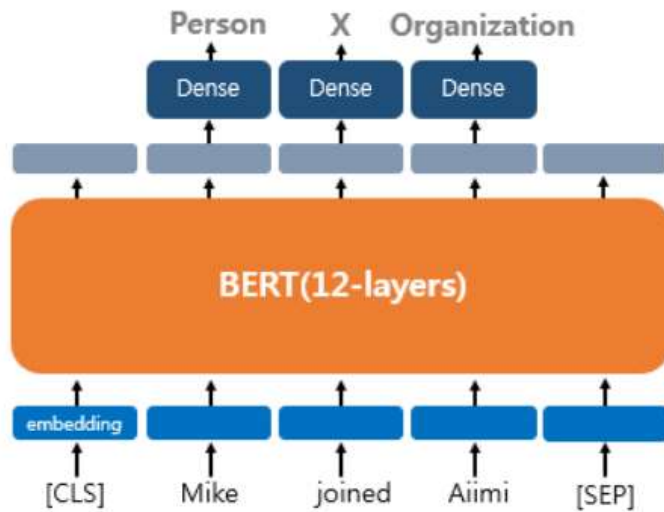 Person X Organization
Dense Dense Dense
BERT(12-layers)
embedding
[CLS] Mike joined Aiimi [SEP]